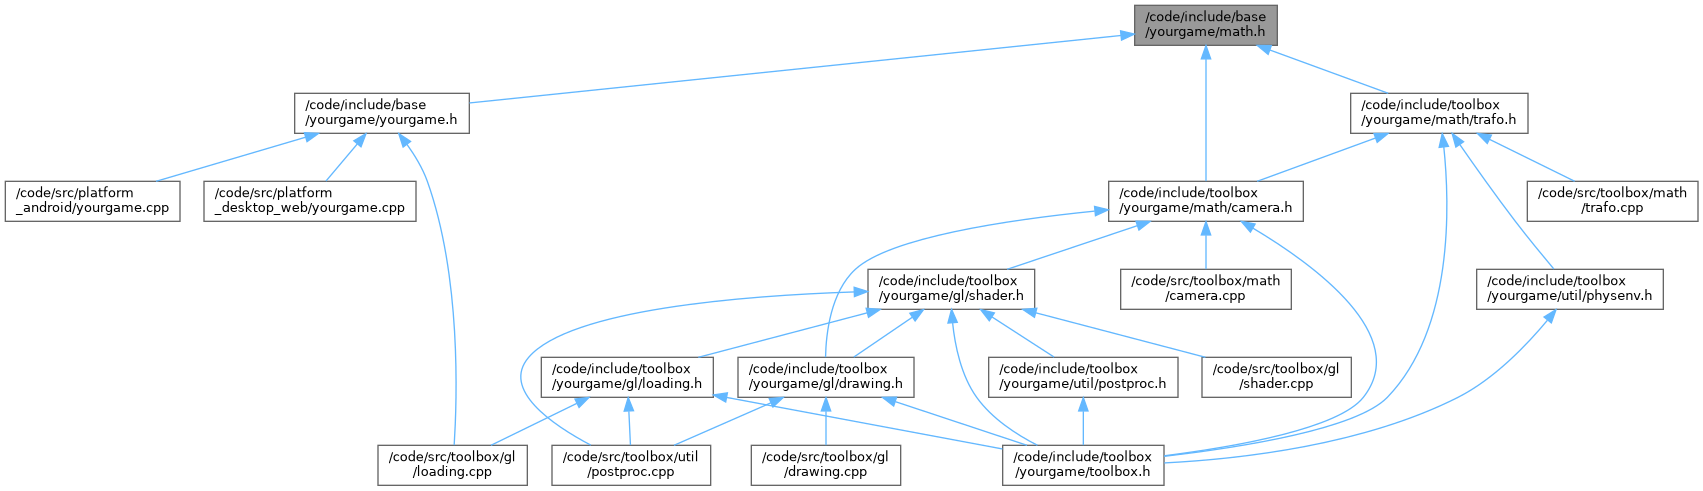 /code/include/base
/yourgame/math.h
/code/include/base
/yourgame/yourgame.h
/code/include/toolbox
/yourgame/math/trafo.h
/code/src/platform
_android/yourgame.cpp
/code/src/platform
_desktop_web/yourgame.cpp
/code/include/toolbox
/yourgame/math/camera.h
/code/src/toolbox/math
/trafo.cpp
/code/include/toolbox
/yourgame/gl/shader.h
/code/src/toolbox/math
/camera.cpp
/code/include/toolbox
/yourgame/util/physenv.h
/code/include/toolbox
/yourgame/gl/loading.h
/code/include/toolbox
/yourgame/gl/drawing.h
/code/include/toolbox
/yourgame/util/postproc.h
/code/src/toolbox/gl
/shader.cpp
/code/src/toolbox/gl
/loading.cpp
/code/src/toolbox/util
/postproc.cpp
/code/src/toolbox/gl
/drawing.cpp
/code/include/toolbox
/yourgame/toolbox.h